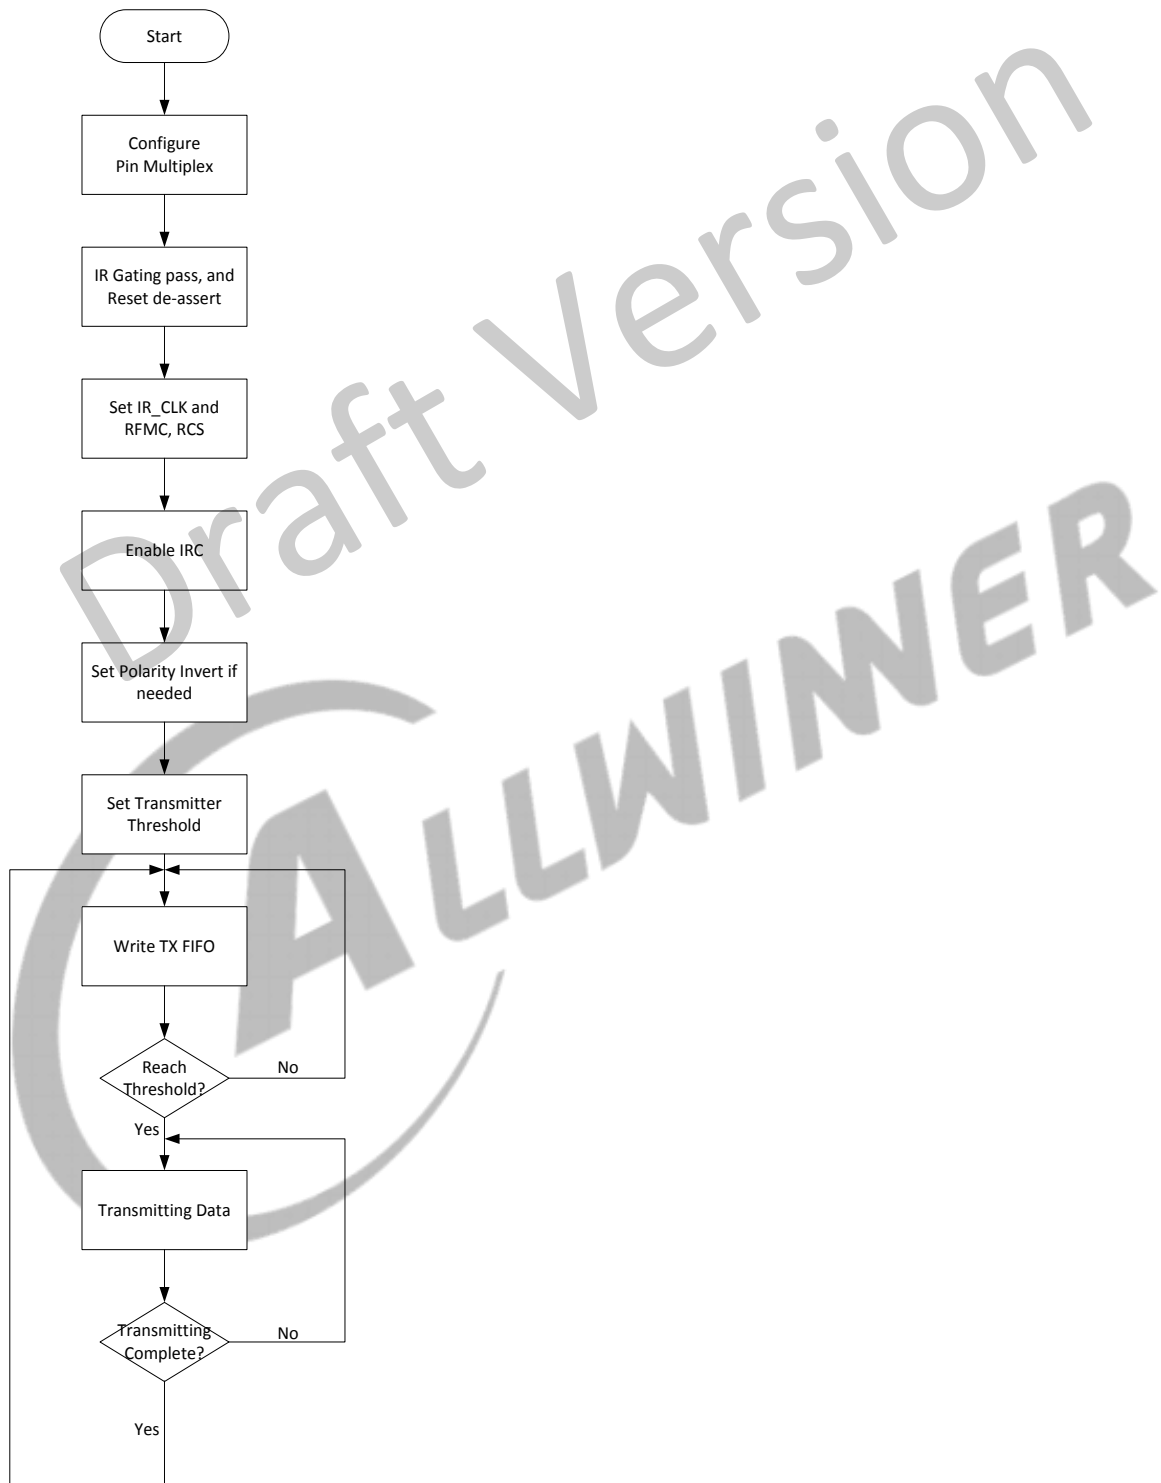 Start
Configure
Pin Multiplex
IR Gating pass, and
Reset de-assert
Set IR_CLK and
RFMC, RCS
Enable IRC
Set Polarity Invert if
needed
Set Transmitter
Threshold
Write TX FIFO
Reach
Threshold?
No
Yes
Transmitting Data
Transmitting
Complete?
No
Yes
Draft Version
ALLWINNER